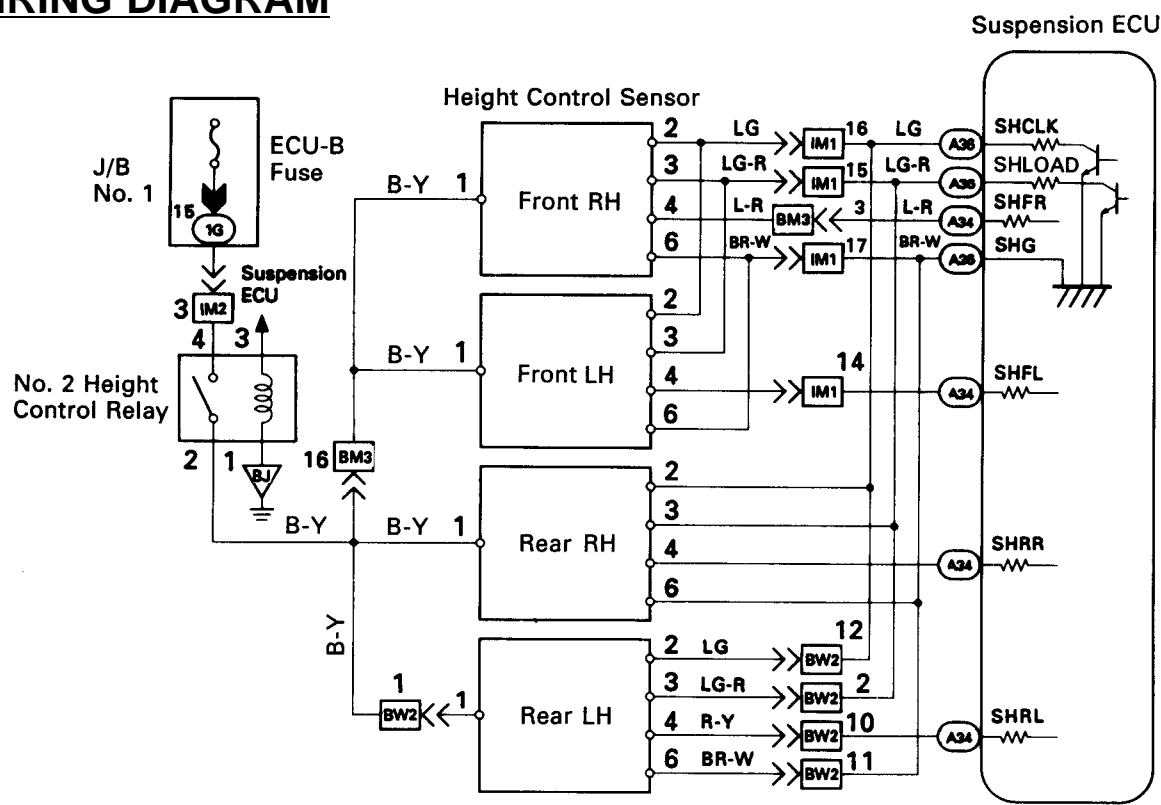 IRING DIAGRAM
Suspension ECU
Height Control Sensor
J/B
No. 1
ECU-B
Fuse
15
1G
Suspension
ECU
3 IM2
4 3
No. 2 Height
Control Relay
2 1
BJ
16 BM3
B-Y
B-Y 1
Front RH
2 LG IM1 16 LG A36 SHCLK
3 LG-R IM1 15 LG-R A36 SHLOAD
4 L-R BM3 3 L-R A34 SHFR
6 BR-W IM1 17 BR-W A36 SHG
B-Y 1
Front LH
2
3
4 IM1 14 A34 SHFL
6
B-Y 1
Rear RH
2
3
4 A34 SHRR
6
B-Y
1
BW2 1
Rear LH
2 LG BW2 12
3 LG-R BW2 2
4 R-Y BW2 10 A34 SHRL
6 BR-W BW2 11